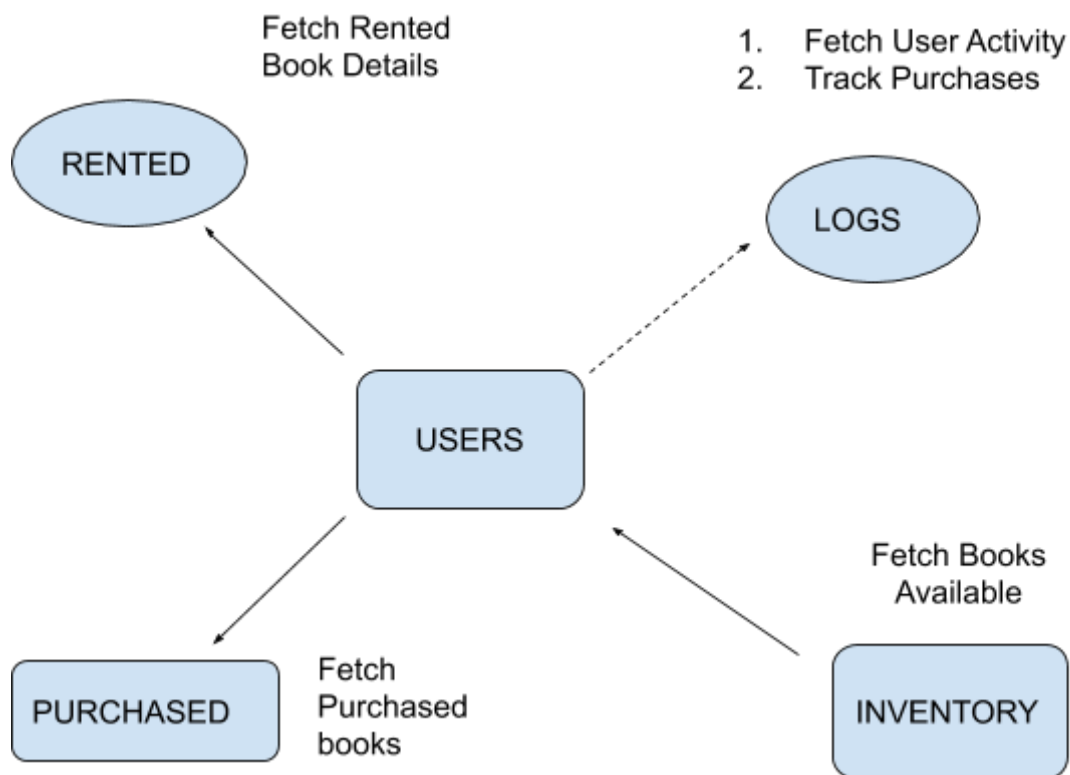 Fetch Rented
Book Details
1. Fetch User Activity
2. Track Purchases
RENTED
LOGS
USERS
Fetch Books
Available
Fetch
Purchased
books
PURCHASED
INVENTORY